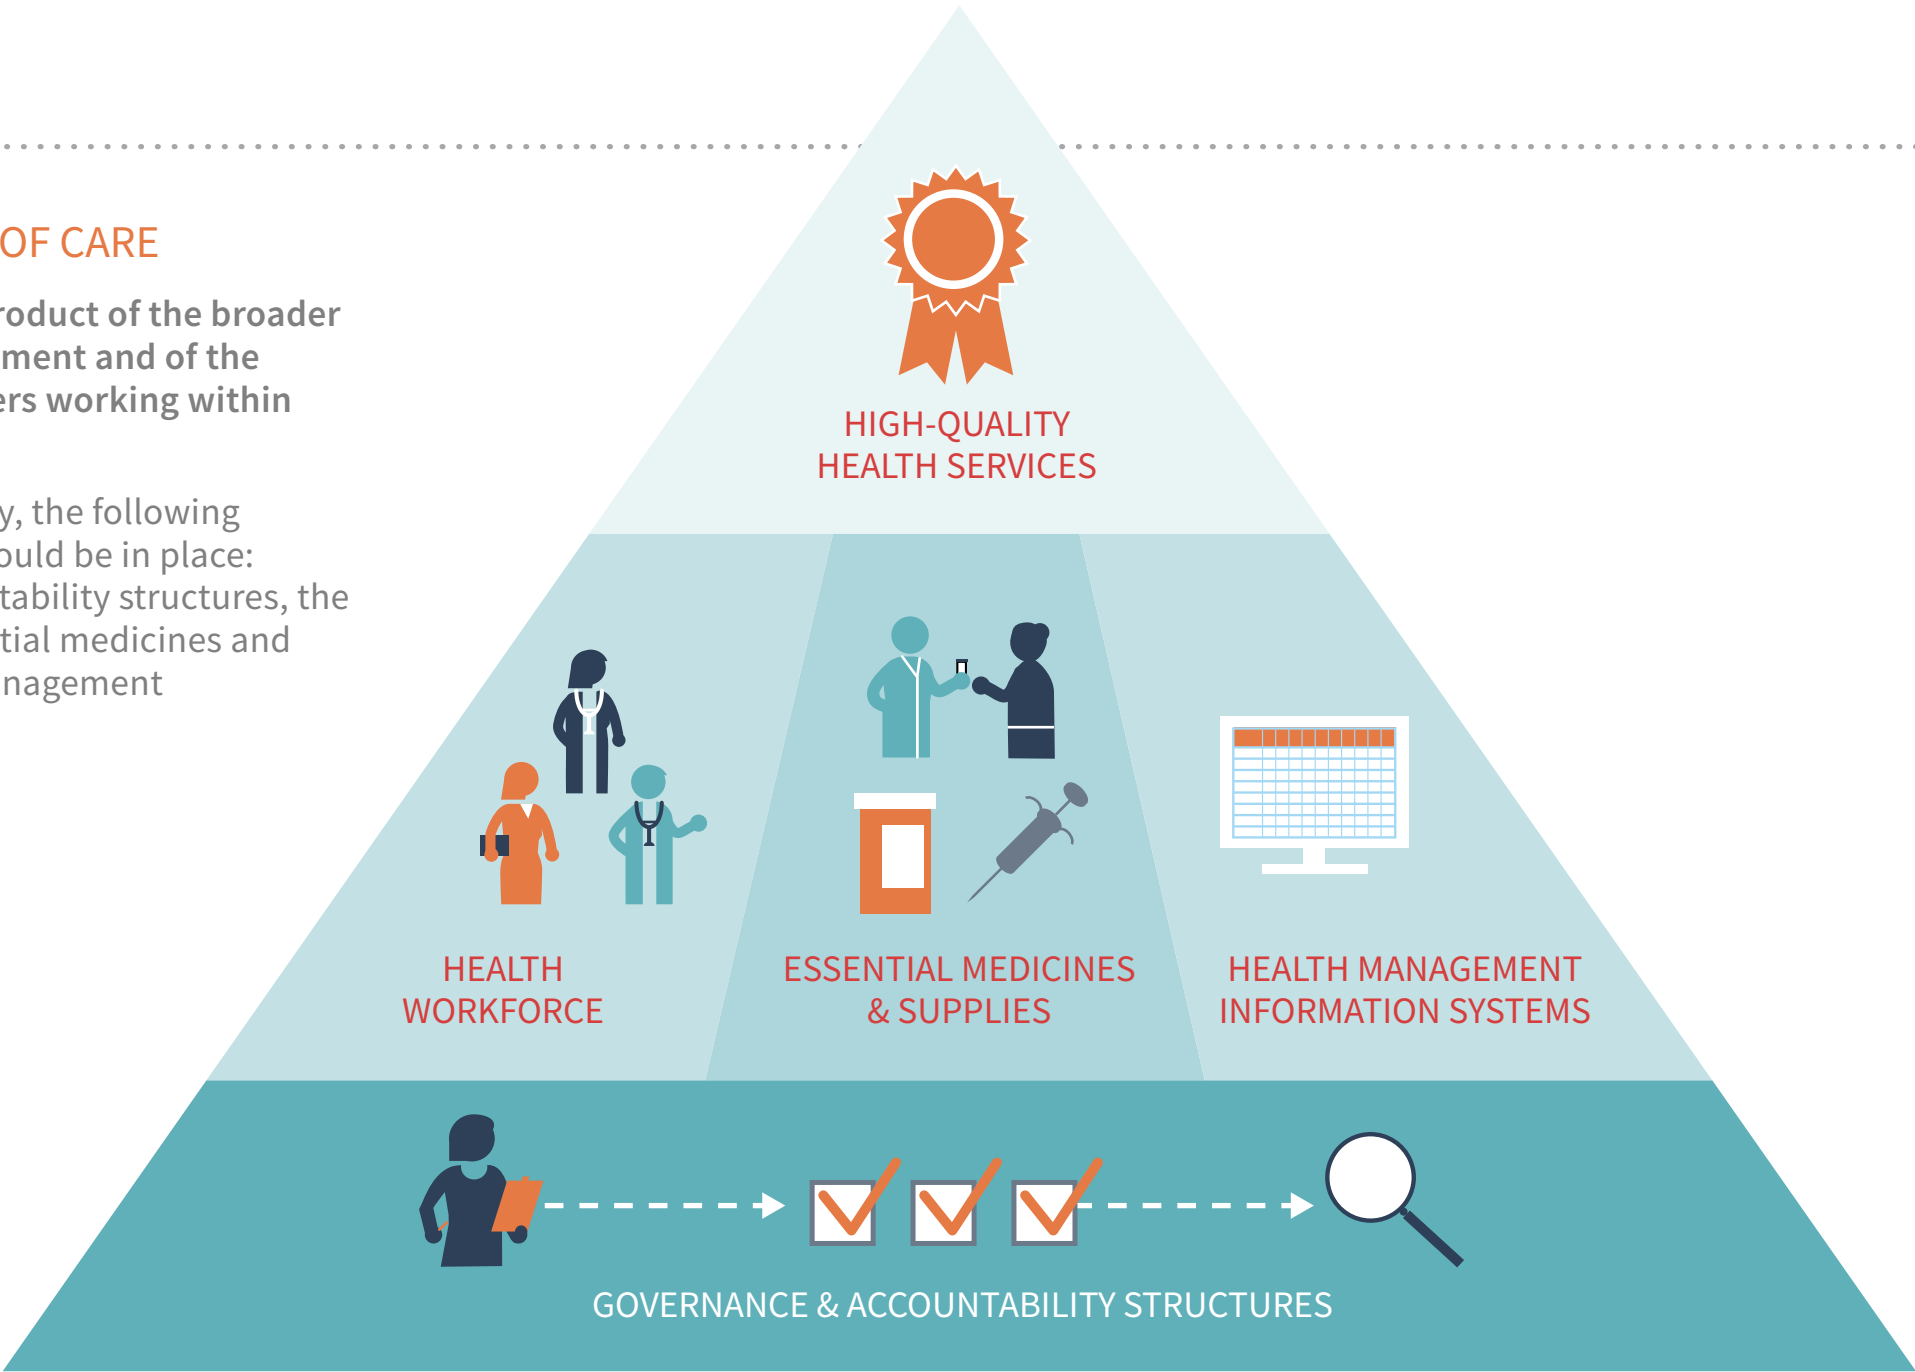 OF CARE
roduct of the broader
ment and of the
ers working within
y, the following
ould be in place:
tability structures, the
tial medicines and
nagement
HIGH-QUALITY
HEALTH SERVICES
HEALTH
WORKFORCE
ESSENTIAL MEDICINES
& SUPPLIES
HEALTH MANAGEMENT
INFORMATION SYSTEMS
GOVERNANCE & ACCOUNTABILITY STRUCTURES